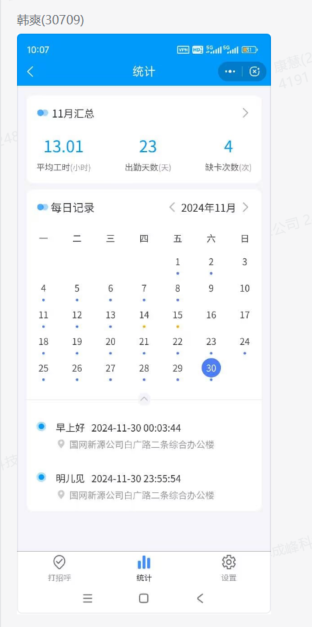 韩爽(30709)
10:07
统计
11月汇总
13.01 23 4
平均工时(小时) 出勤天数(天) 缺卡次数(次)
每日记录 2024年11月
一 二 三 四 五 六 日
1 2 3
4 5 6 7 8 9 10
11 12 13 14 15 16 17
18 19 20 21 22 23 24
25 26 27 28 29 30
早上好 2024-11-30 00:03:44
国网新源公司白广路二条综合办公楼
明儿见 2024-11-30 23:55:54
国网新源公司白广路二条综合办公楼
打招呼 统计 设置